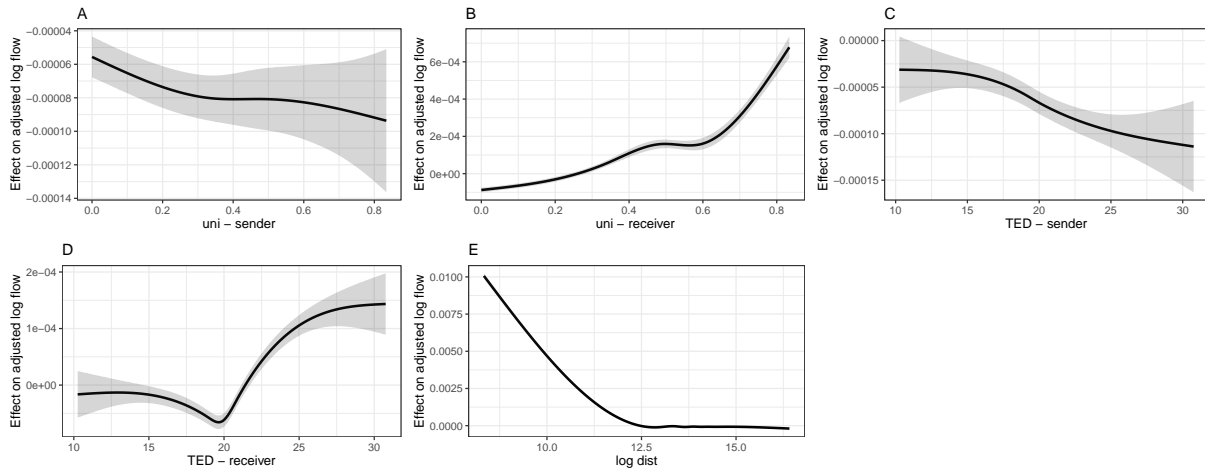 A
Effect on adjusted log flow
−0.00004
−0.00006
−0.00008
−0.00010
−0.00012
−0.00014
0.0 0.2 0.4 0.6 0.8
uni − sender
B
Effect on adjusted log flow
6e−04
4e−04
2e−04
0e+00
0.0 0.2 0.4 0.6 0.8
uni − receiver
C
Effect on adjusted log flow
0.00000
−0.00005
−0.00010
−0.00015
10 15 20 25 30
TED − sender
D
Effect on adjusted log flow
2e−04
1e−04
0e+00
10 15 20 25 30
TED − receiver
E
Effect on adjusted log flow
0.0100
0.0075
0.0050
0.0025
0.0000
10.0 12.5 15.0
log dist